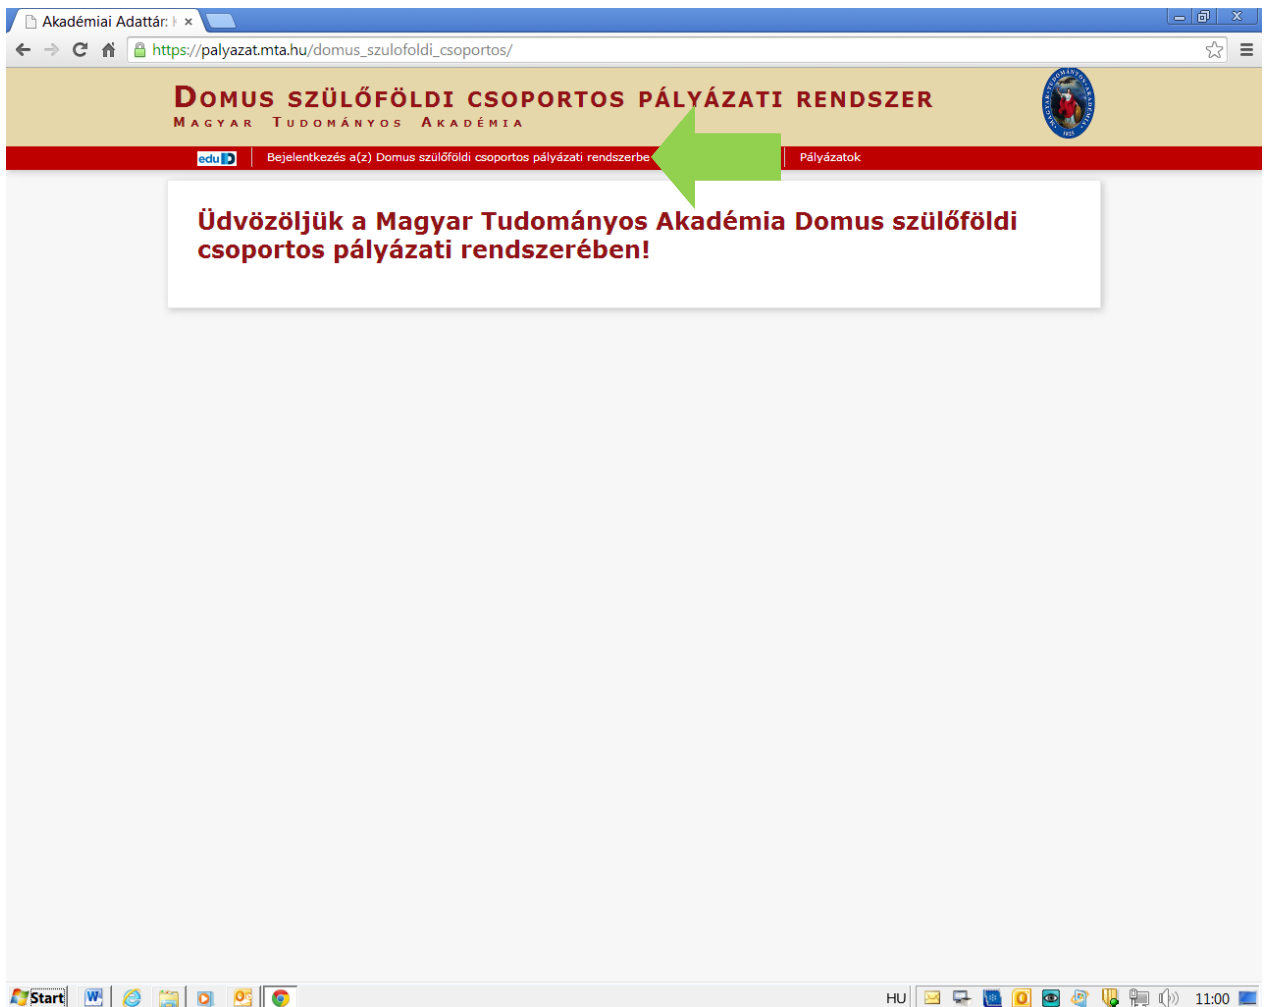 Akadémiai Adattár:
https://palyazat.mta.hu/domus_szulofoldi_csoportos/
DOMUS SZÜLŐFÖLDI CSOPORTOS PÁLYÁZATI RENDSZER
MAGYAR TUDOMÁNYOS AKADÉMIA
eduID Bejelentkezés a(z) Domus szülőföldi csoportos pályázati rendszerbe Pályázatok
Üdvözöljük a Magyar Tudományos Akadémia Domus szülőföldi
csoportos pályázati rendszerében!
Start HU 11:00